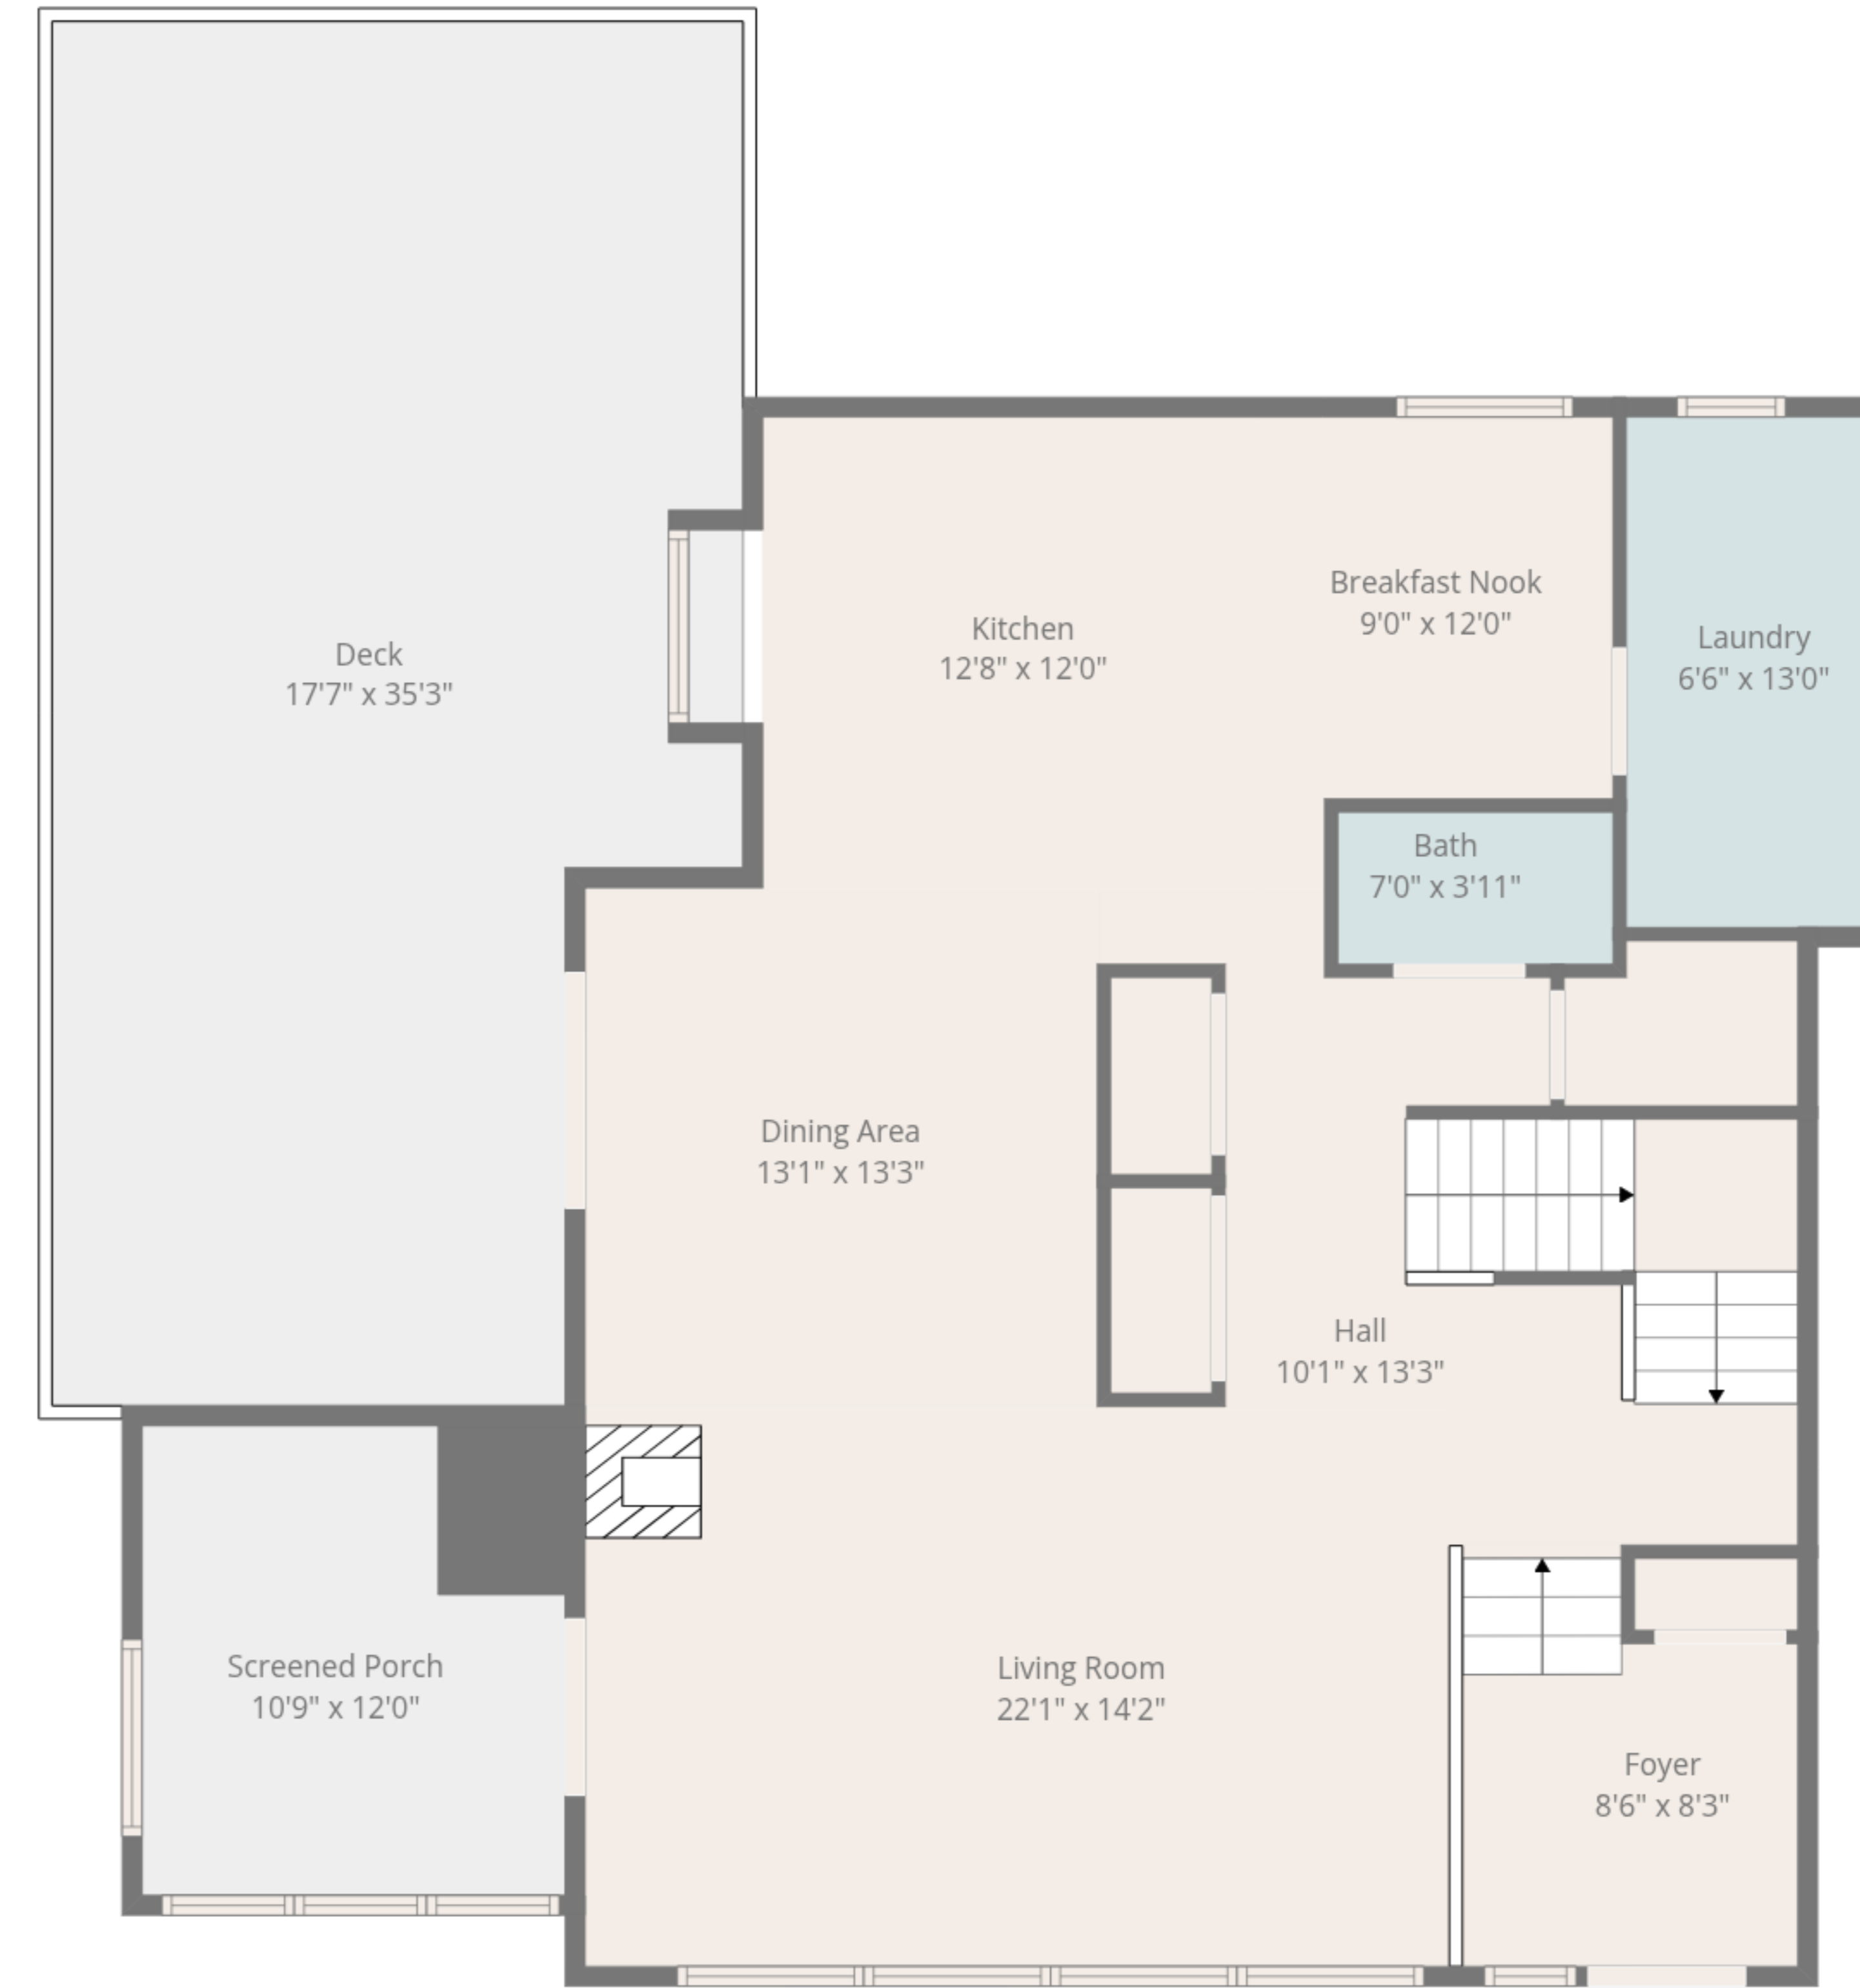 Breakfast Nook
9'0" x 12'0"
Kitchen
12'8" x 12'0"
Laundry
6'6" x 13'0"
Deck
17'7" x 35'3"
Bath
7'0" x 3'11"
Dining Area
13'1" x 13'3"
Hall
10'1" x 13'3"
Screened Porch
10'9" x 12'0"
Living Room
22'1" x 14'2"
Foyer
8'6" x 8'3"